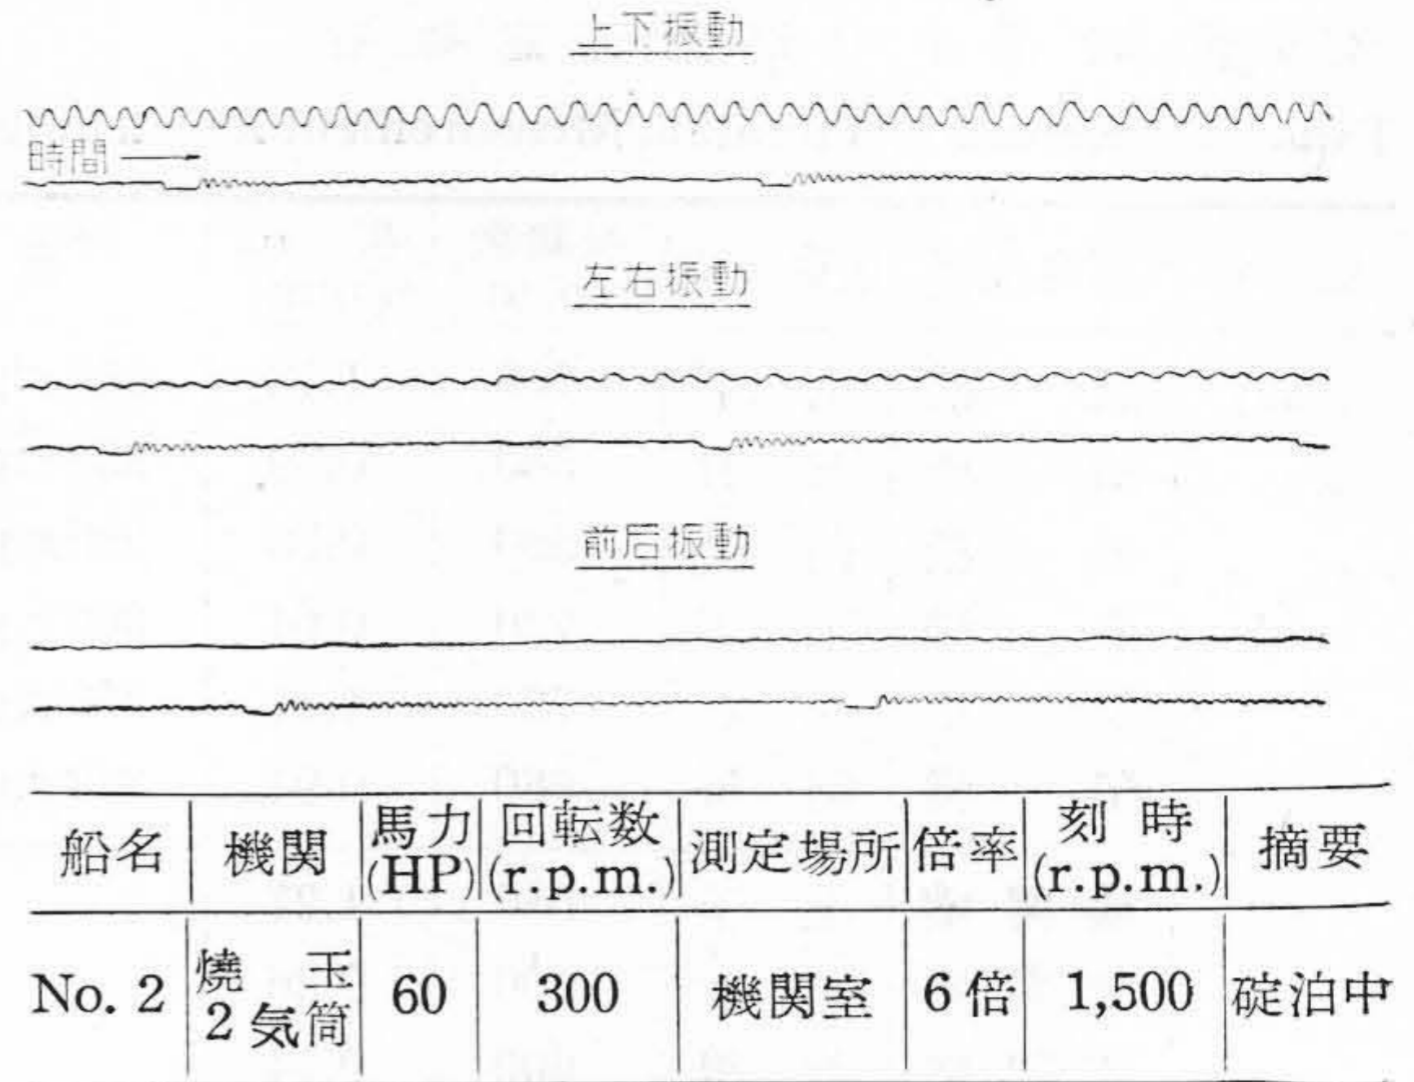 上下振動
時間
左右振動
前后振動
船名 機関 馬力(HP) 回転数(r.p.m.) 測定場所 倍率 刻時(r.p.m.) 摘要
No. 2 燒玉2気筒 60 300 機関室 6倍 1,500 碇泊中